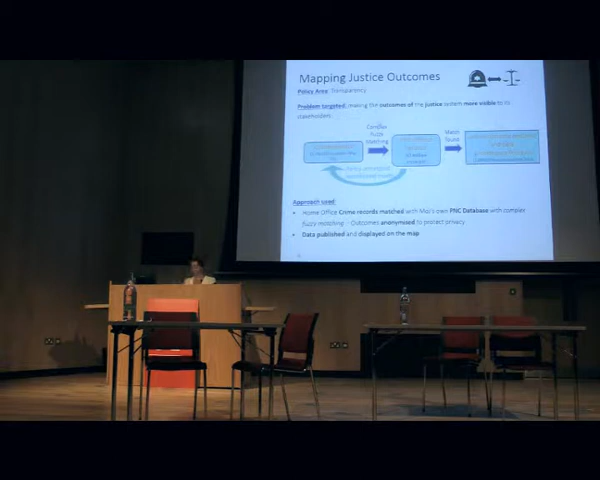 Mapping Justice Outcomes
Policy Area: Transparency
Problem targeted: making the outcomes of the justice system more visible to its
stakeholders.
Complex
Fuzzy
Matching
Match
Approach used:
• Home Office Crime records matched with MoJ's own PNC Database with complex
fuzzy matching – Outcomes anonymised to protect privacy
• Data published and displayed on the map